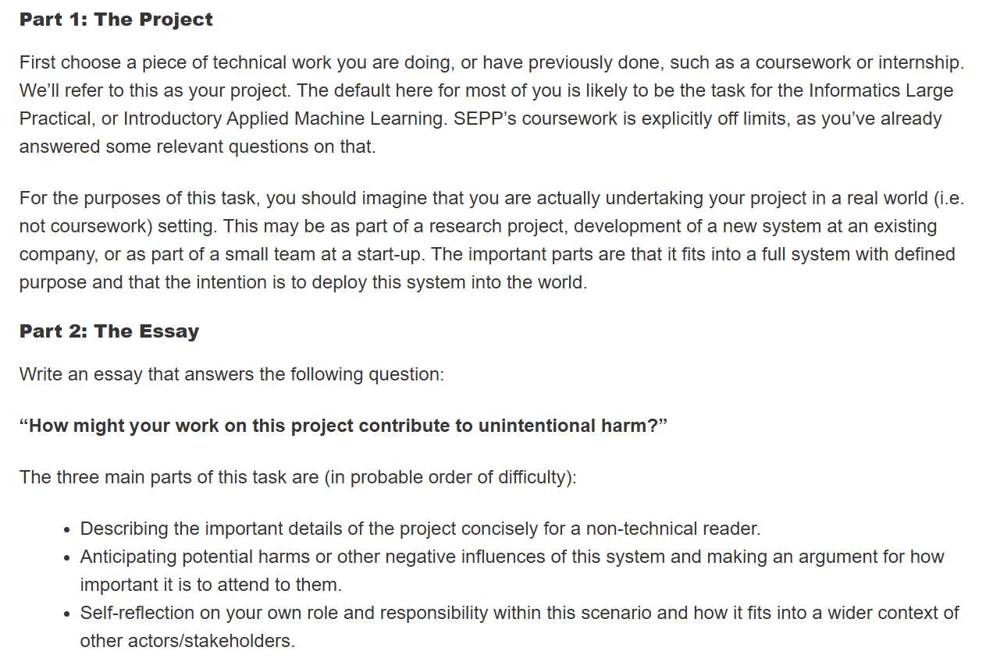 Part 1: The Project
First choose a piece of technical work you are doing, or have previously done, such as a coursework or internship.
We’ll refer to this as your project. The default here for most of you is likely to be the task for the Informatics Large
Practical, or Introductory Applied Machine Learning. SEPP’s coursework is explicitly off limits, as you’ve already
answered some relevant questions on that.
For the purposes of this task, you should imagine that you are actually undertaking your project in a real world (i.e.
not coursework) setting. This may be as part of a research project, development of a new system at an existing
company, or as part of a small team at a start-up. The important parts are that it fits into a full system with defined
purpose and that the intention is to deploy this system into the world.
Part 2: The Essay
Write an essay that answers the following question:
“How might your work on this project contribute to unintentional harm?”
The three main parts of this task are (in probable order of difficulty):
• Describing the important details of the project concisely for a non-technical reader.
• Anticipating potential harms or other negative influences of this system and making an argument for how
important it is to attend to them.
• Self-reflection on your own role and responsibility within this scenario and how it fits into a wider context of
other actors/stakeholders.